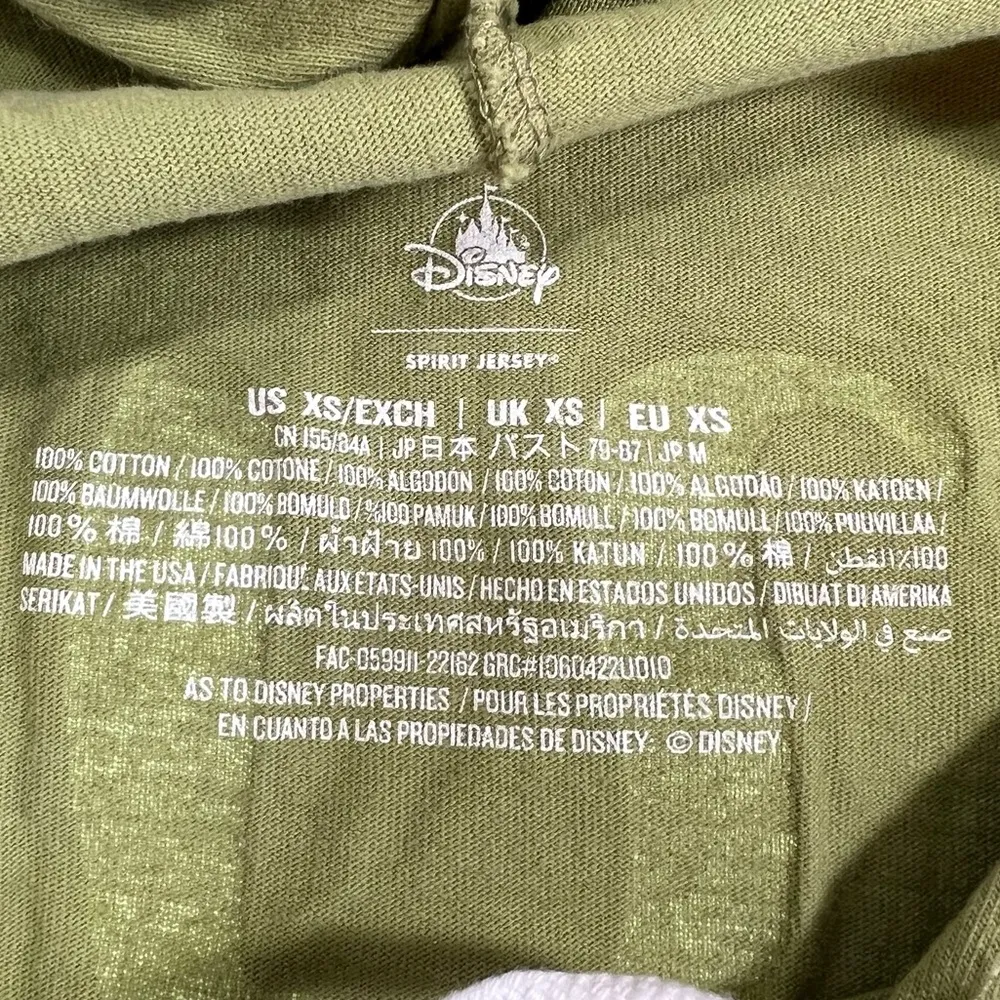 Disney
SPIRIT JERSEY®
US XS/EXCH | UK XS | EU XS
CN 155/84A | JP 日本 バスト 79-87 | JP M
100% COTTON / 100% COTONE / 100% ALGODON / 100% COTON / 100% ALGODÃO / 100% KATOEN /
100% BAUMWOLLE / 100% BOMULD / %100 PAMUK / 100% BOMULL / 100% BOMULL / 100% PUUVILLAA /
100 % 棉 / 綿100 % / ผ้าฝ้าย 100% / 100% KATUN / 100 % 棉 / القطن٪100
MADE IN THE USA / FABRIQUÉ AUX ETATS-UNIS / HECHO EN ESTADOS UNIDOS / DIBUAT DI AMERIKA
SERIKAT / 美國製 / ผลิตในประเทศสหรัฐอเมริกา / صنع في الولايات المتحدة
FAC-059911-22162 GRC#
AS TO DISNEY PROPERTIES / POUR LES PROPRIÉTÉS DISNEY /
EN CUANTO A LAS PROPIEDADES DE DISNEY: © DISNEY